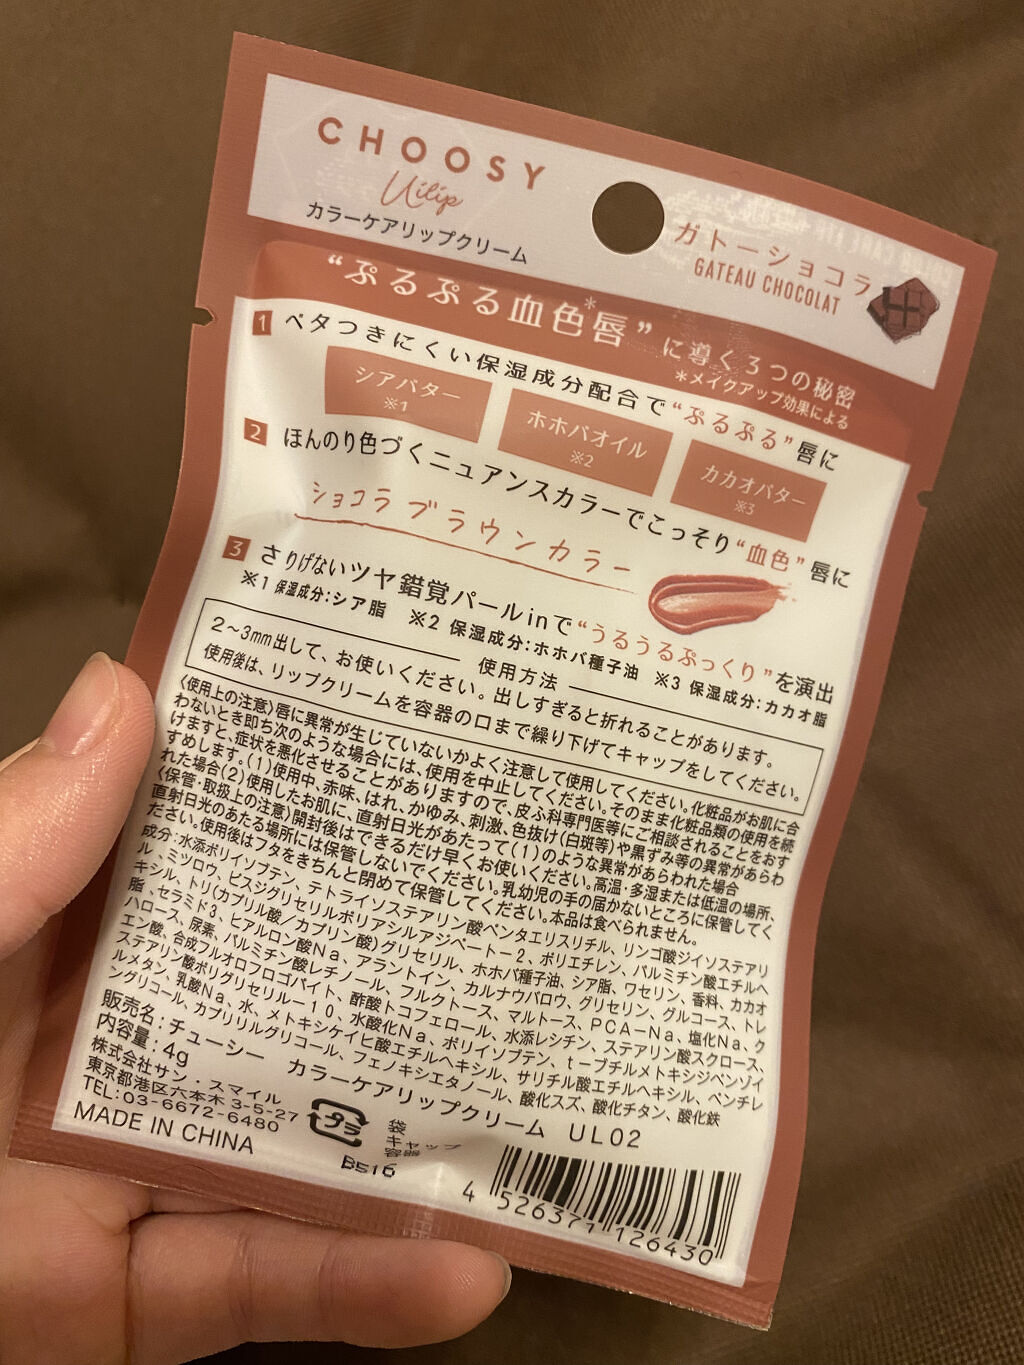 CHOOSY
Uilip
カラーケアリップクリーム
ガトーショコラ
GATEAU CHOCOLAT
“ぷるぷる血色*唇”に導く3つの秘密
*メイクアップ効果による
1 ベタつきにくい保湿成分配合で“ぷるぷる”唇に
シアバター
※1
ホホバオイル
※2
カカオバター
※3
2 ほんのり色づくニュアンスカラーでこっそり“血色”唇に
ショコラブラウンカラー
3 さりげないツヤ錯覚パールinで“うるうるぷっくり”を演出
※1 保湿成分:シア脂 ※2 保湿成分:ホホバ種子油 ※3 保湿成分:カカオ脂
使用方法
2~3mm出して、お使いください。出しすぎると折れることがあります。
使用後は、リップクリームを容器の口まで繰り下げてキャップをしてください。
〈使用上の注意〉唇に異常が生じていないかよく注意して使用してください。化粧品がお肌に合
わないとき即ち次のような場合には、使用を中止してください。そのまま化粧品類の使用を続
けますと、症状を悪化させることがありますので、皮ふ科専門医等にご相談されることをおす
すめします。(1)使用中、赤味、はれ、かゆみ、刺激、色抜け(白斑等)や黒ずみ等の異常があらわ
れた場合(2)使用したお肌に、直射日光があたって(1)のような異常があらわれた場合
〈保管・取扱上の注意〉開封後はできるだけ早くお使いください。高温・多湿または低温の場所、
直射日光のあたる場所には保管しないでください。乳幼児の手の届かないところに保管してく
ださい。使用後はフタをきちんと閉めて保管してください。本品は食べられません。
成分:水添ポリイソブテン、テトライソステアリン酸ペンタエリスリチル、リンゴ酸ジイソステアリ
ル、ミツロウ、ビスジグリセリルポリアシルアジペート-2、ポリエチレン、パルミチン酸エチルヘ
キシル、トリ(カプリル酸/カプリン酸)グリセリル、ホホバ種子油、シア脂、ワセリン、香料、カカオ
脂、セラミド3、ヒアルロン酸Na、アラントイン、カルナウバロウ、グリセリン、グルコース、トレ
ハロース、尿素、パルミチン酸レチノール、フルクトース、マルトース、PCA-Na、塩化Na、ク
エン酸、合成フルオロフロゴパイト、酢酸トコフェロール、水添レシチン、ステアリン酸スクロース、
ステアリン酸ポリグリセリル-10、水酸化Na、ポリイソブテン、t-ブチルメトキシジベンゾイ
ルメタン、乳酸Na、水、メトキシケイヒ酸エチルヘキシル、サリチル酸エチルヘキシル、ペンチレ
ングリコール、カプリリルグリコール、フェノキシエタノール、酸化スズ、酸化チタン、酸化鉄
販売名:チューシー カラーケアリップクリーム UL02
内容量:4g
株式会社サン・スマイル
東京都港区六本木3-5-27
TEL:03-6672-6480
MADE IN CHINA
プラ
袋
キャップ
容器
B516
4 526371 126430